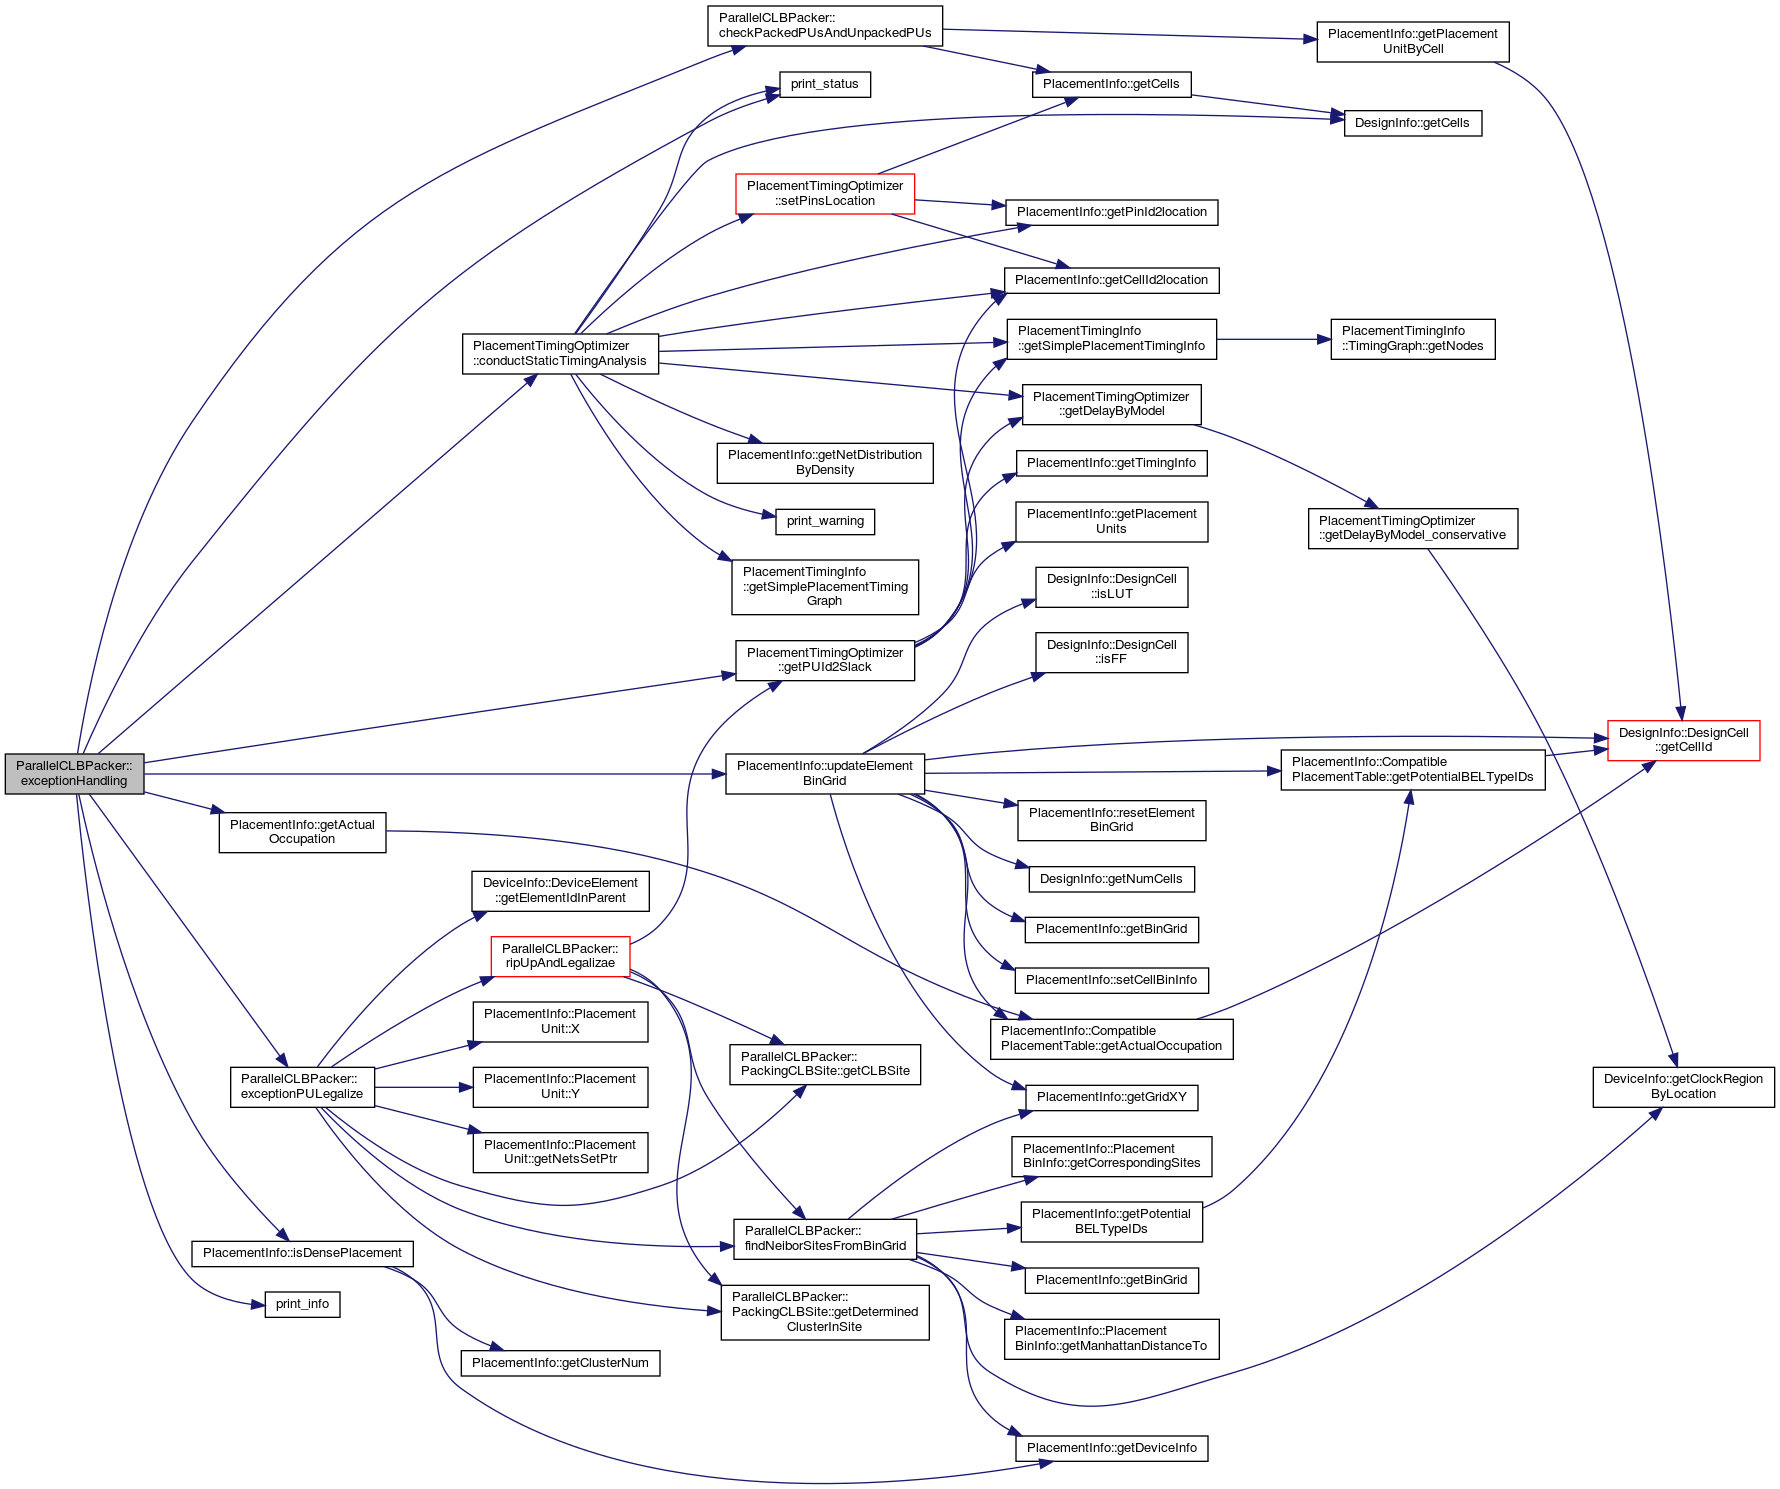 ParallelCLBPacker::
exceptionHandling
ParallelCLBPacker::
checkPackedPUsAndUnpackedPUs
PlacementInfo::getPlacement
UnitByCell
print_status
PlacementInfo::getCells
DesignInfo::getCells
PlacementTimingOptimizer
::setPinsLocation
PlacementInfo::getPinId2location
PlacementInfo::getCellId2location
PlacementTimingOptimizer
::conductStaticTimingAnalysis
PlacementTimingInfo
::getSimplePlacementTimingInfo
PlacementTimingInfo
::TimingGraph::getNodes
PlacementTimingOptimizer
::getDelayByModel
PlacementInfo::getNetDistribution
ByDensity
PlacementInfo::getTimingInfo
print_warning
PlacementInfo::getPlacement
Units
PlacementTimingOptimizer
::getDelayByModel_conservative
PlacementTimingInfo
::getSimplePlacementTiming
Graph
DesignInfo::DesignCell
::isLUT
DesignInfo::DesignCell
::isFF
PlacementTimingOptimizer
::getPUId2Slack
DesignInfo::DesignCell
::getCellId
PlacementInfo::updateElement
BinGrid
PlacementInfo::Compatible
PlacementTable::getPotentialBELTypeIDs
PlacementInfo::getActual
Occupation
PlacementInfo::resetElement
BinGrid
DeviceInfo::DeviceElement
::getElementIdInParent
DesignInfo::getNumCells
PlacementInfo::getBinGrid
ParallelCLBPacker::
ripUpAndLegalizae
PlacementInfo::setCellBinInfo
PlacementInfo::Placement
Unit::X
PlacementInfo::Compatible
PlacementTable::getActualOccupation
ParallelCLBPacker::
PackingCLBSite::getCLBSite
ParallelCLBPacker::
exceptionPULegalize
PlacementInfo::Placement
Unit::Y
PlacementInfo::getGridXY
DeviceInfo::getClockRegion
ByLocation
PlacementInfo::Placement
Unit::getNetsSetPtr
PlacementInfo::Placement
BinInfo::getCorrespondingSites
PlacementInfo::getPotential
BELTypeIDs
ParallelCLBPacker::
findNeiborSitesFromBinGrid
PlacementInfo::isDensePlacement
PlacementInfo::getBinGrid
print_info
ParallelCLBPacker::
PackingCLBSite::getDetermined
ClusterInSite
PlacementInfo::Placement
BinInfo::getManhattanDistanceTo
PlacementInfo::getClusterNum
PlacementInfo::getDeviceInfo